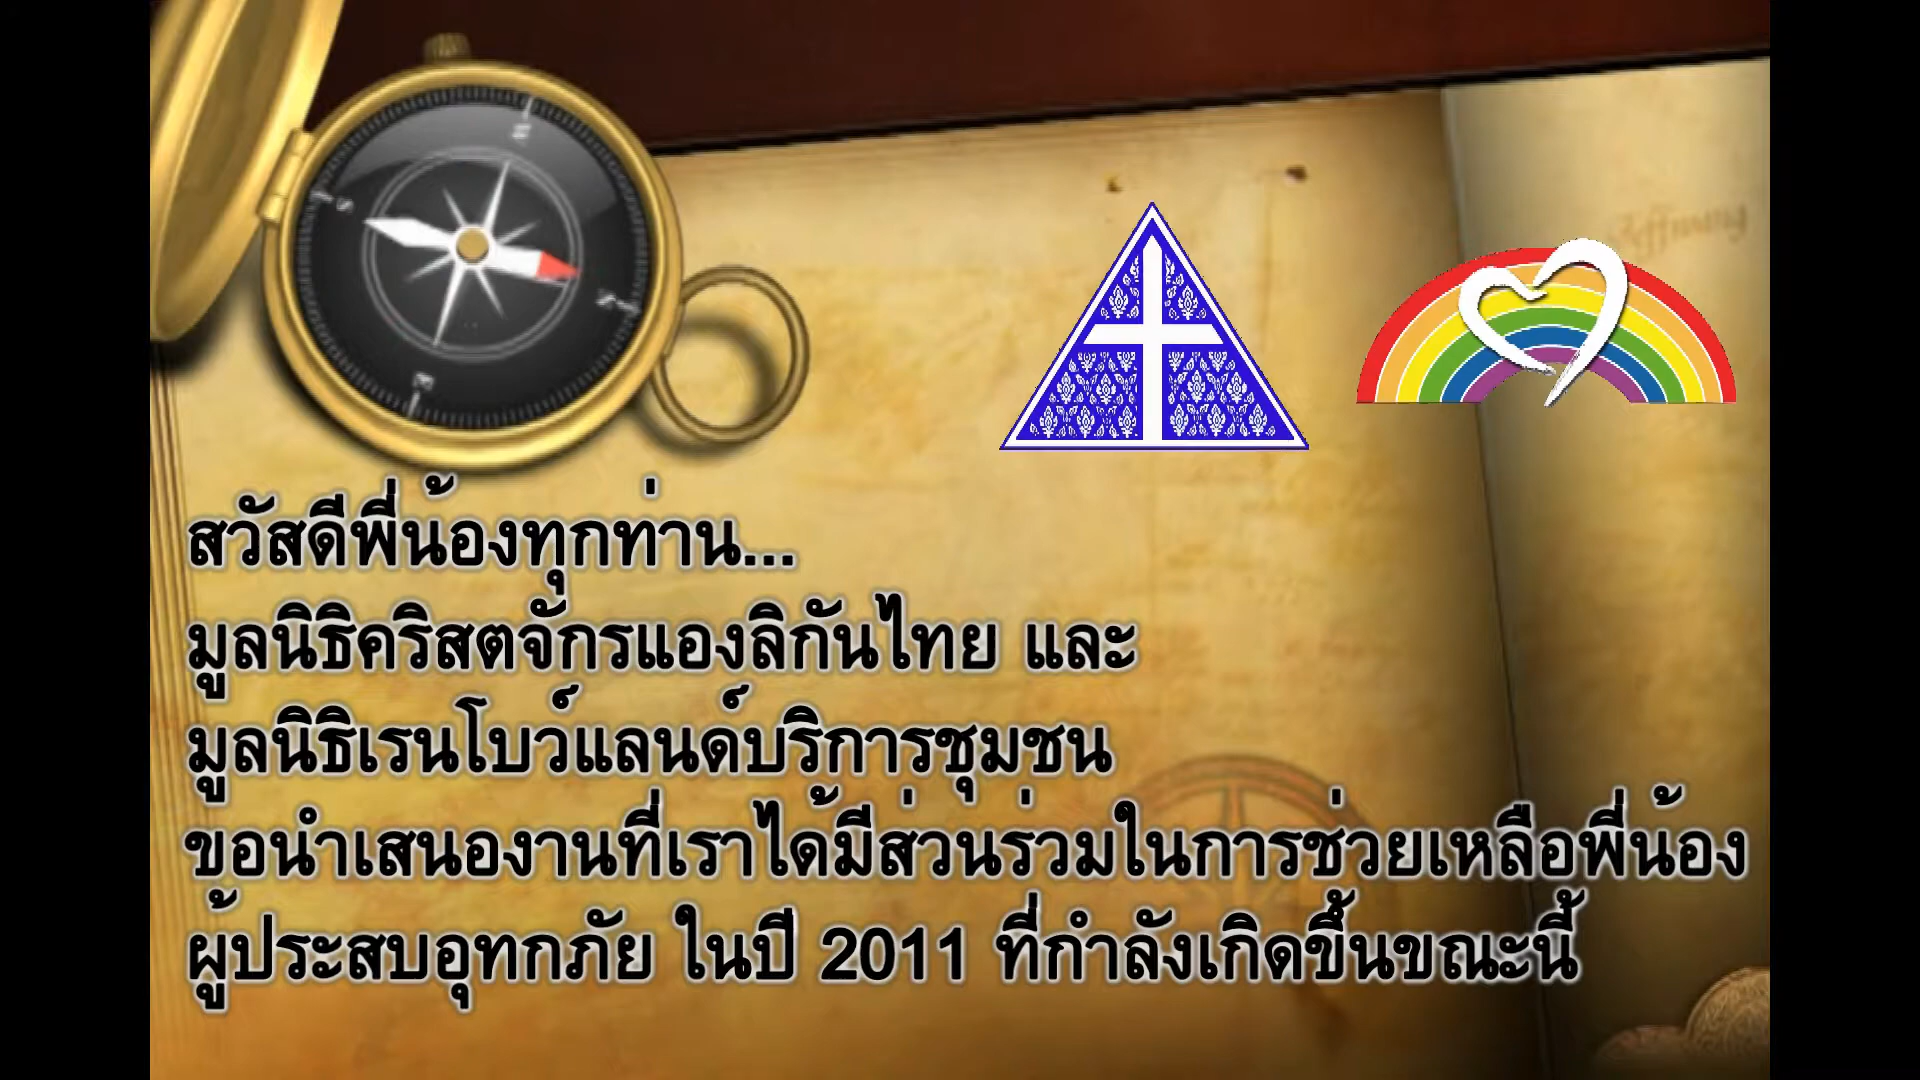 สวัสดีพี่น้องทุกท่าน...
มูลนิธิคริสตจักรแองลิกันไทย และ
มูลนิธิเรนโบว์แลนด์บริการชุมชน
ขอนำเสนองานที่เราได้มีส่วนร่วมในการช่วยเหลือพี่น้อง
ผู้ประสบอุทกภัย ในปี 2011 ที่กำลังเกิดขึ้นขณะนี้